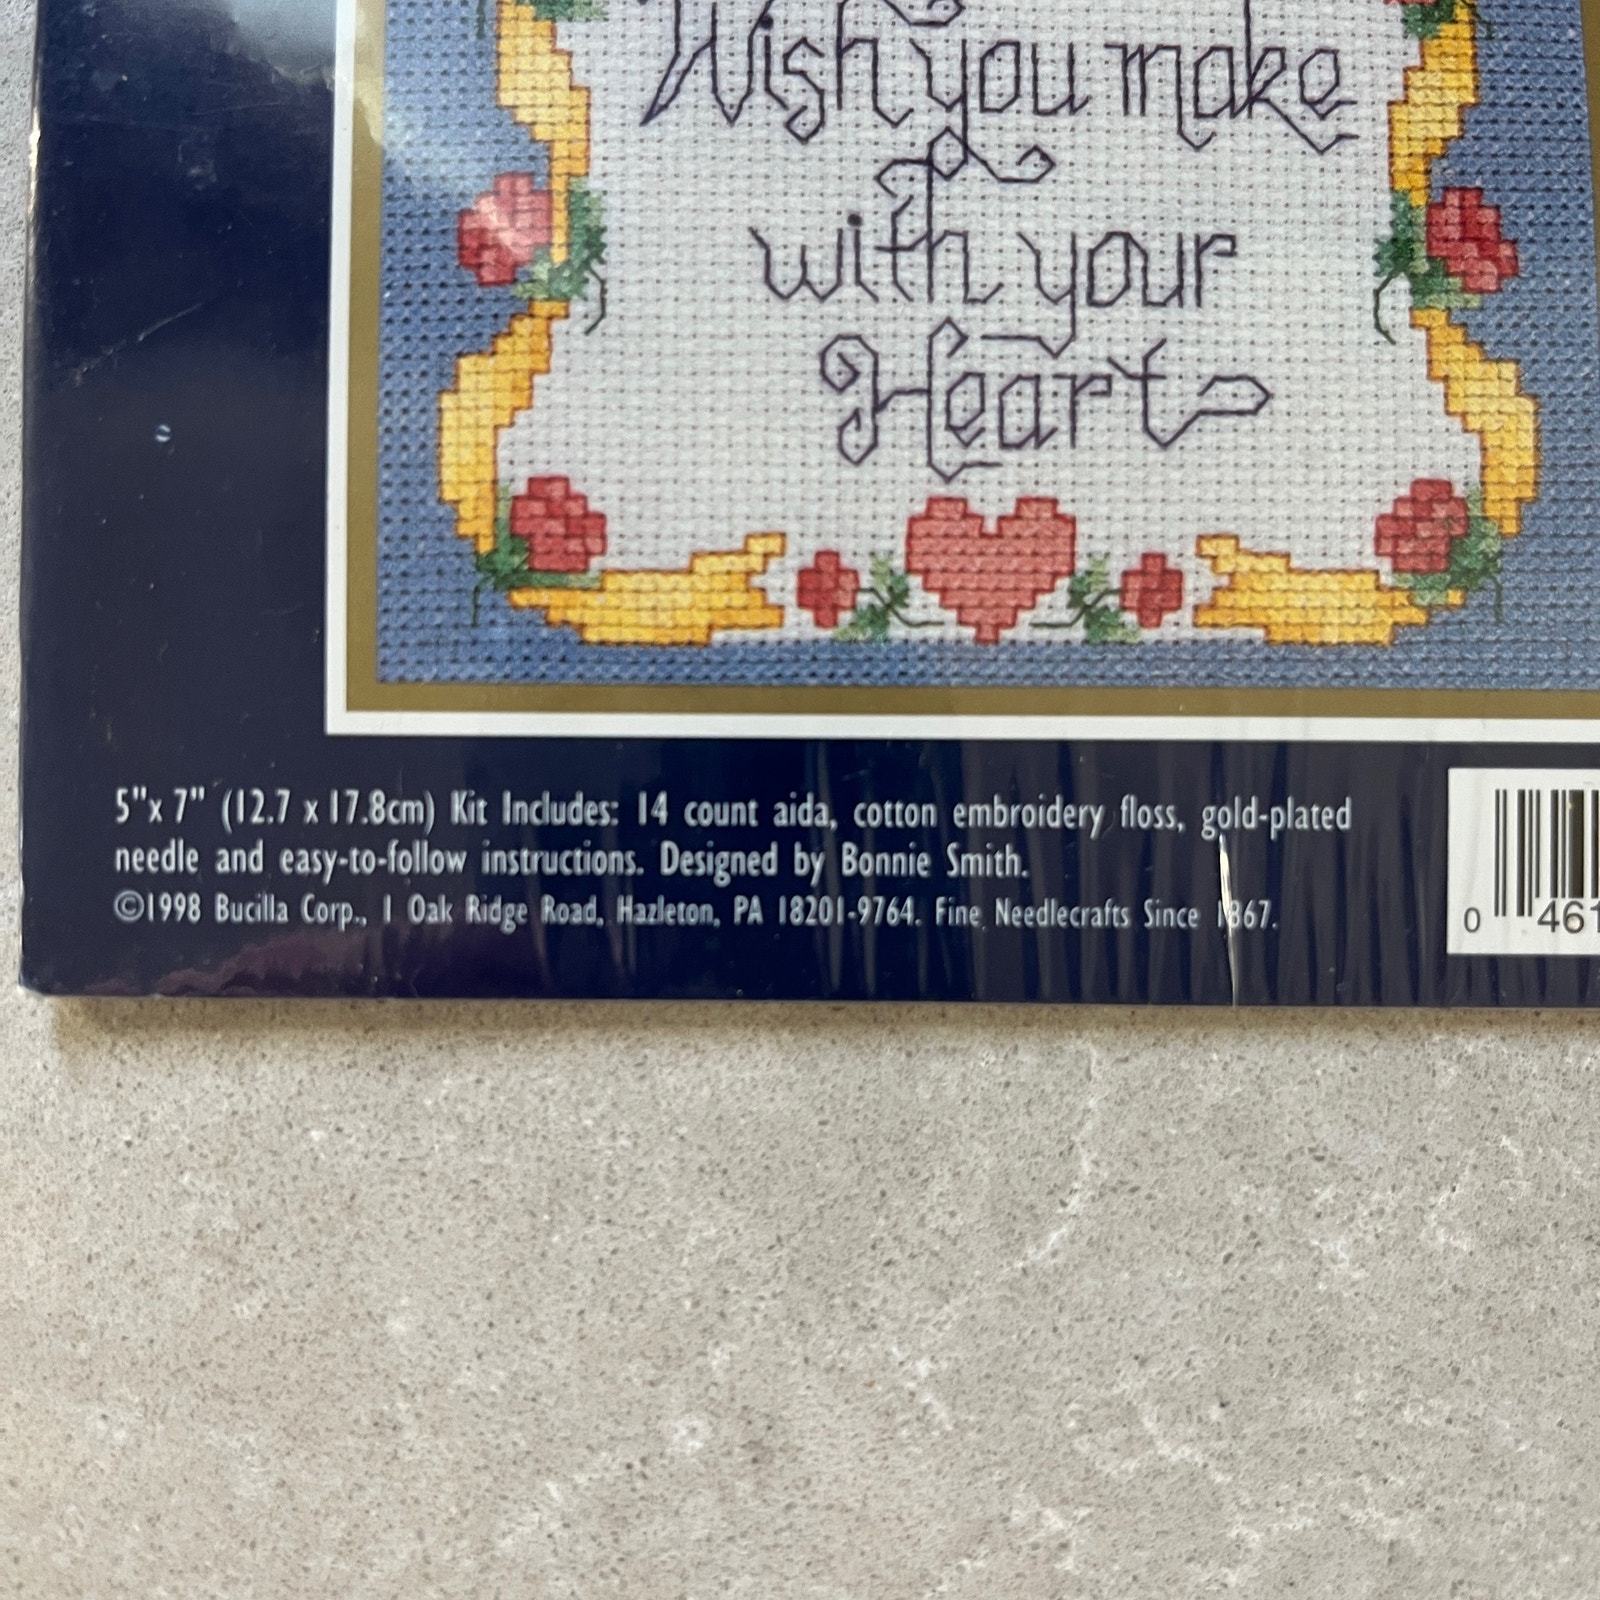 Wish you make
with your
Heart
5"x 7" (12.7 x 17.8cm) Kit Includes: 14 count aida, cotton embroidery floss, gold-plated
needle and easy-to-follow instructions. Designed by Bonnie Smith.
©1998 Bucilla Corp., 1 Oak Ridge Road, Hazleton, PA 18201-9764. Fine Needlecrafts Since 1867.
0 461